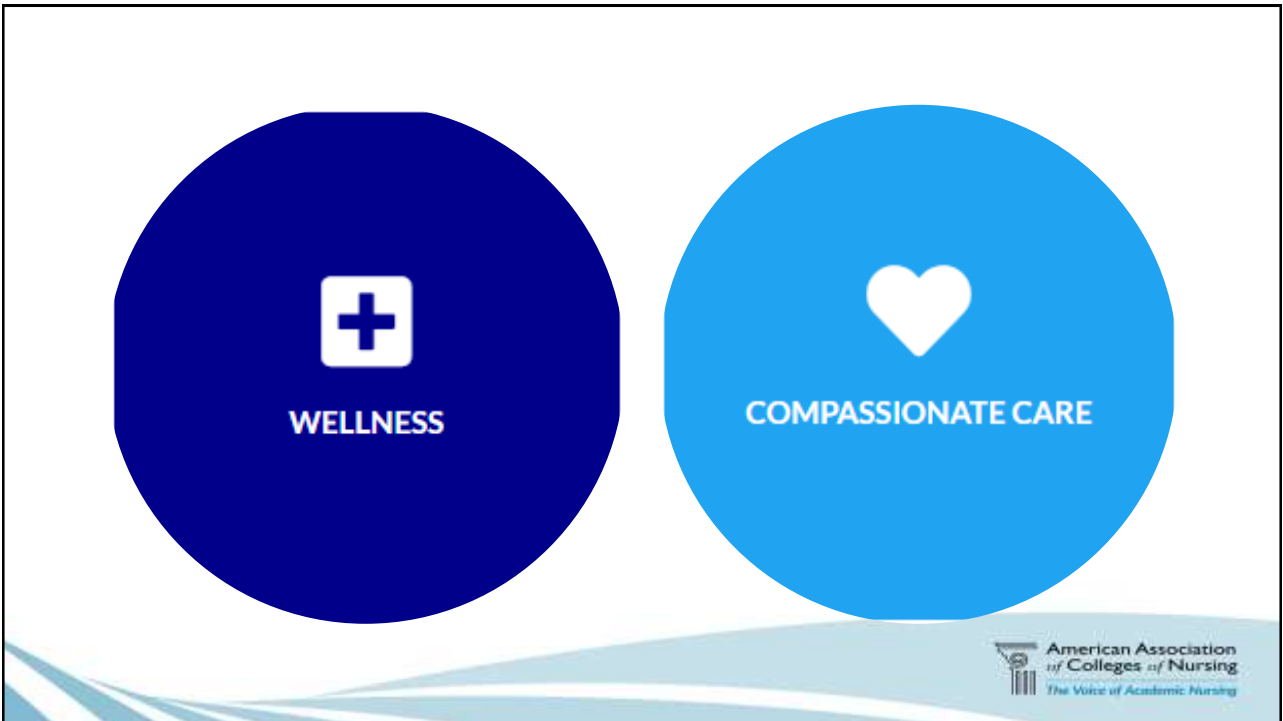 WELLNESS
COMPASSIONATE CARE
American Association
of Colleges of Nursing
The Voice of Academic Nursing